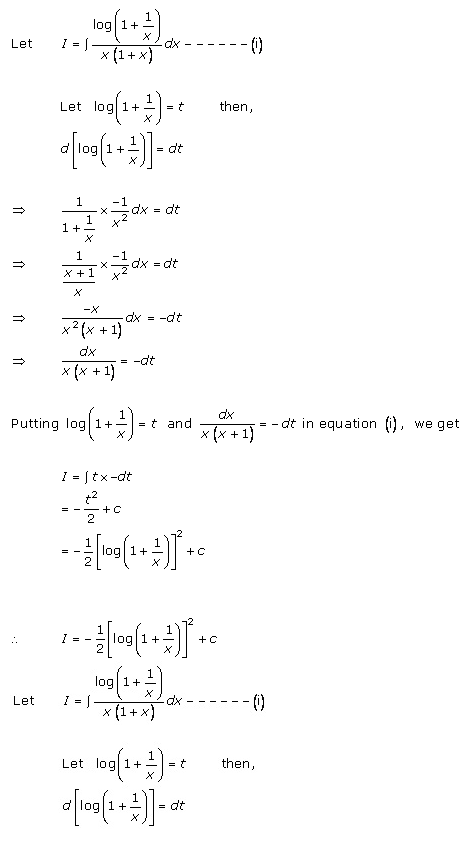 Let I = ∫ log(1 + 1/x) / x(1 + x) dx − − − − − − (i)
Let log(1 + 1/x) = t then,
d[log(1 + 1/x)] = dt
⇒ 1/(1 + 1/x) × −1/x² dx = dt
⇒ 1/((x + 1)/x) × −1/x² dx = dt
⇒ −x/x²(x + 1) dx = −dt
⇒ dx/x(x + 1) = −dt
Putting log(1 + 1/x) = t and dx/x(x + 1) = − dt in equation (i), we get
I = ∫ t × −dt
= − t²/2 + c
= − 1/2 [log(1 + 1/x)]² + c
∴ I = − 1/2 [log(1 + 1/x)]² + c
Let I = ∫ log(1 + 1/x) / x(1 + x) dx − − − − − − (i)
Let log(1 + 1/x) = t then,
d[log(1 + 1/x)] = dt